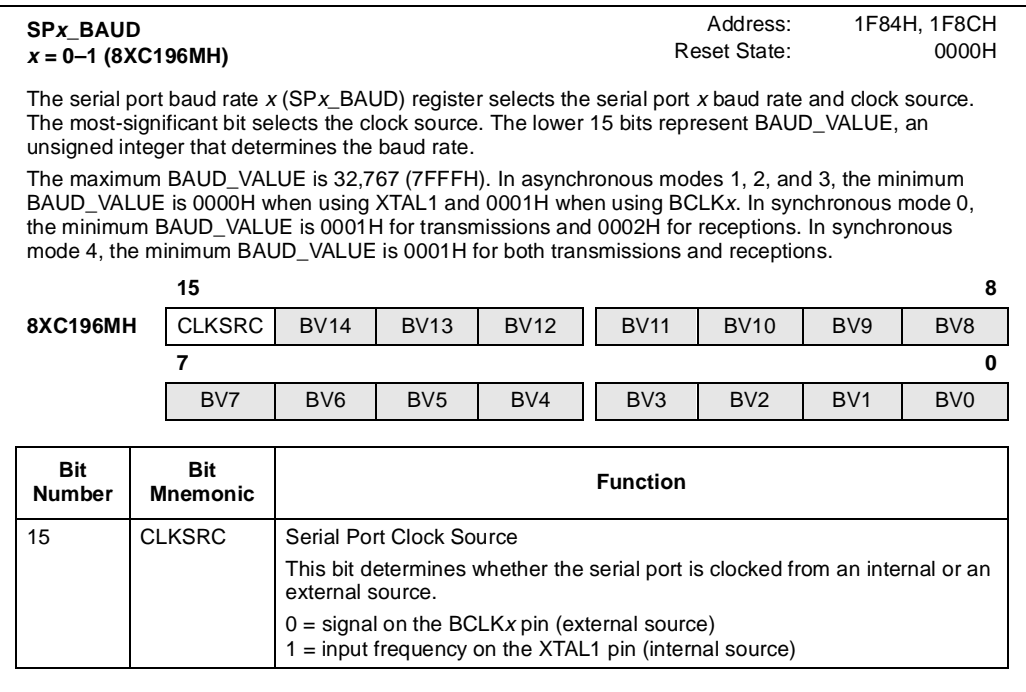 SPx_BAUD Address: 1F84H, 1F8CH
x = 0–1 (8XC196MH) Reset State: 0000H
The serial port baud rate x (SPx_BAUD) register selects the serial port x baud rate and clock source.
The most-significant bit selects the clock source. The lower 15 bits represent BAUD_VALUE, an
unsigned integer that determines the baud rate.
The maximum BAUD_VALUE is 32,767 (7FFFH). In asynchronous modes 1, 2, and 3, the minimum
BAUD_VALUE is 0000H when using XTAL1 and 0001H when using BCLKx. In synchronous mode 0,
the minimum BAUD_VALUE is 0001H for transmissions and 0002H for receptions. In synchronous
mode 4, the minimum BAUD_VALUE is 0001H for both transmissions and receptions.
15 8
8XC196MH CLKSRC BV14 BV13 BV12 BV11 BV10 BV9 BV8
7 0
BV7 BV6 BV5 BV4 BV3 BV2 BV1 BV0
Bit Number Bit Mnemonic Function
15 CLKSRC Serial Port Clock Source
This bit determines whether the serial port is clocked from an internal or an
external source.
0 = signal on the BCLKx pin (external source)
1 = input frequency on the XTAL1 pin (internal source)